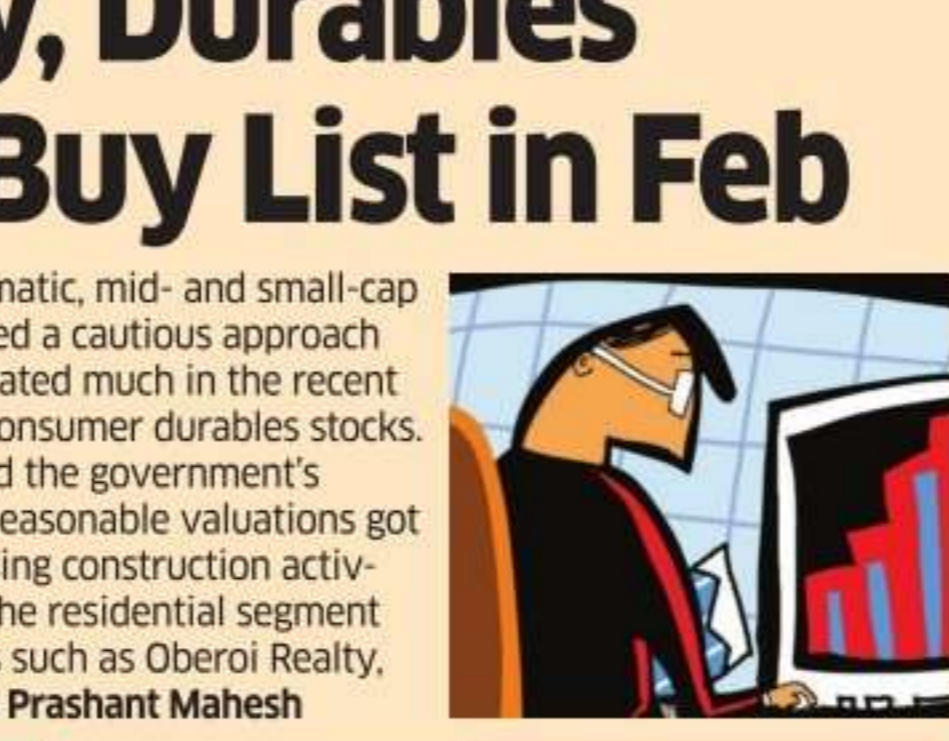 y, Durables
Buy List in Feb
matic, mid- and small-cap
ed a cautious approach
ated much in the recent
onsumer durables stocks.
d the government's
easonable valuations got
ing construction activ-
he residential segment
s such as Oberoi Realty,
Prashant Mahesh